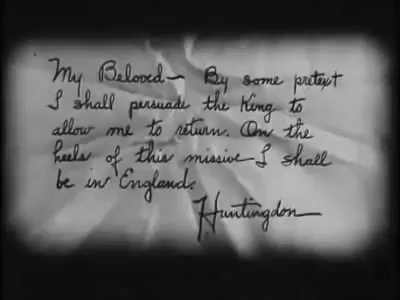 My Beloved — By some pretext
I shall persuade the King to
allow me to return. On the
heels of this missive I shall
be in England.
Huntingdon